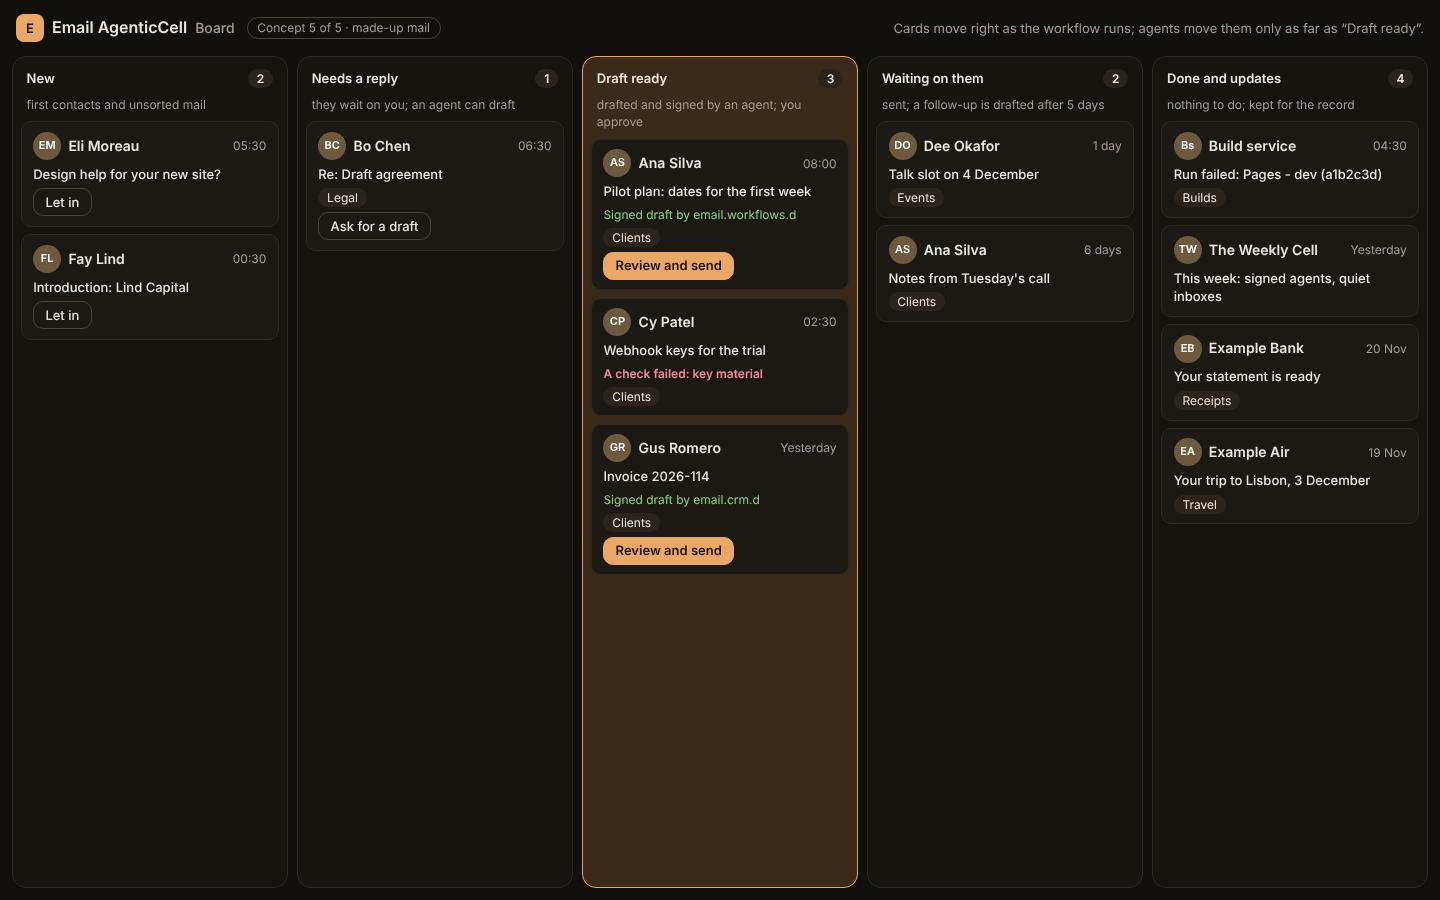 E Email AgenticCell Board Concept 5 of 5 · made-up mail
Cards move right as the workflow runs; agents move them only as far as “Draft ready”.
New 2
first contacts and unsorted mail
EM Eli Moreau 05:30
Design help for your new site?
Let in
FL Fay Lind 00:30
Introduction: Lind Capital
Let in
Needs a reply 1
they wait on you; an agent can draft
BC Bo Chen 06:30
Re: Draft agreement
Legal
Ask for a draft
Draft ready 3
drafted and signed by an agent; you
approve
AS Ana Silva 08:00
Pilot plan: dates for the first week
Signed draft by email.workflows.d
Clients
Review and send
CP Cy Patel 02:30
Webhook keys for the trial
A check failed: key material
Clients
GR Gus Romero Yesterday
Invoice 2026-114
Signed draft by email.crm.d
Clients
Review and send
Waiting on them 2
sent; a follow-up is drafted after 5 days
DO Dee Okafor 1 day
Talk slot on 4 December
Events
AS Ana Silva 6 days
Notes from Tuesday's call
Clients
Done and updates 4
nothing to do; kept for the record
Bs Build service 04:30
Run failed: Pages - dev (a1b2c3d)
Builds
TW The Weekly Cell Yesterday
This week: signed agents, quiet
inboxes
EB Example Bank 20 Nov
Your statement is ready
Receipts
EA Example Air 19 Nov
Your trip to Lisbon, 3 December
Travel